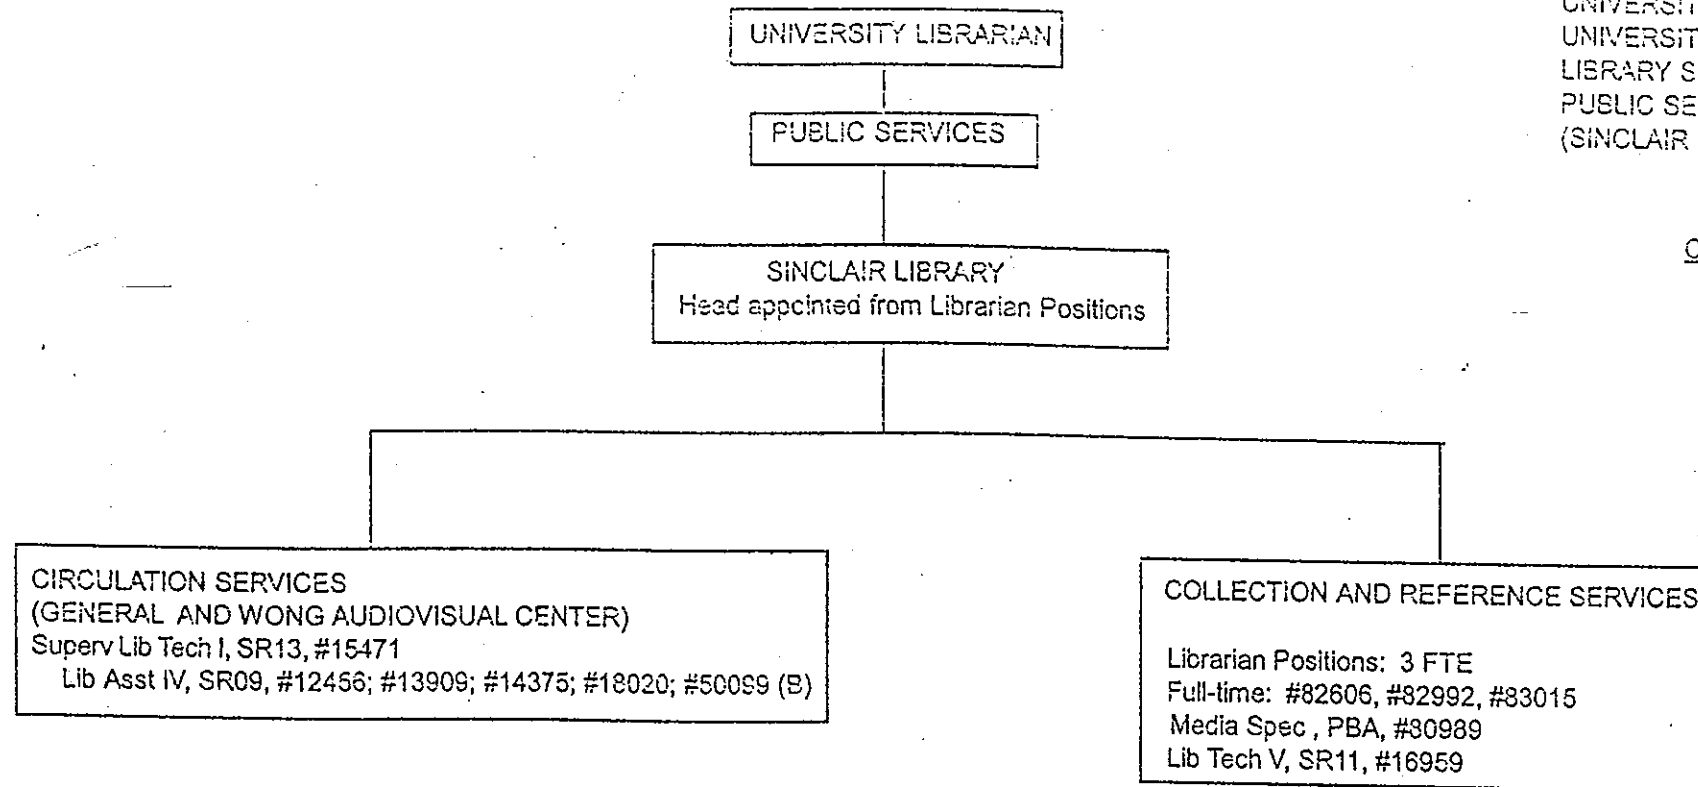 UNIVERSITY LIBRARIAN
PUBLIC SERVICES
SINCLAIR LIBRARY
Head appointed from Librarian Positions
CIRCULATION SERVICES
(GENERAL AND WONG AUDIOVISUAL CENTER)
Superv Lib Tech I, SR13, #15471
Lib Asst IV, SR09, #12456; #13909; #14375; #18020; #50099 (B)
COLLECTION AND REFERENCE SERVICES
Librarian Positions: 3 FTE
Full-time: #82606, #82992, #83015
Media Spec , PBA, #80989
Lib Tech V, SR11, #16959
LIBRARY S
(SINCLAIR